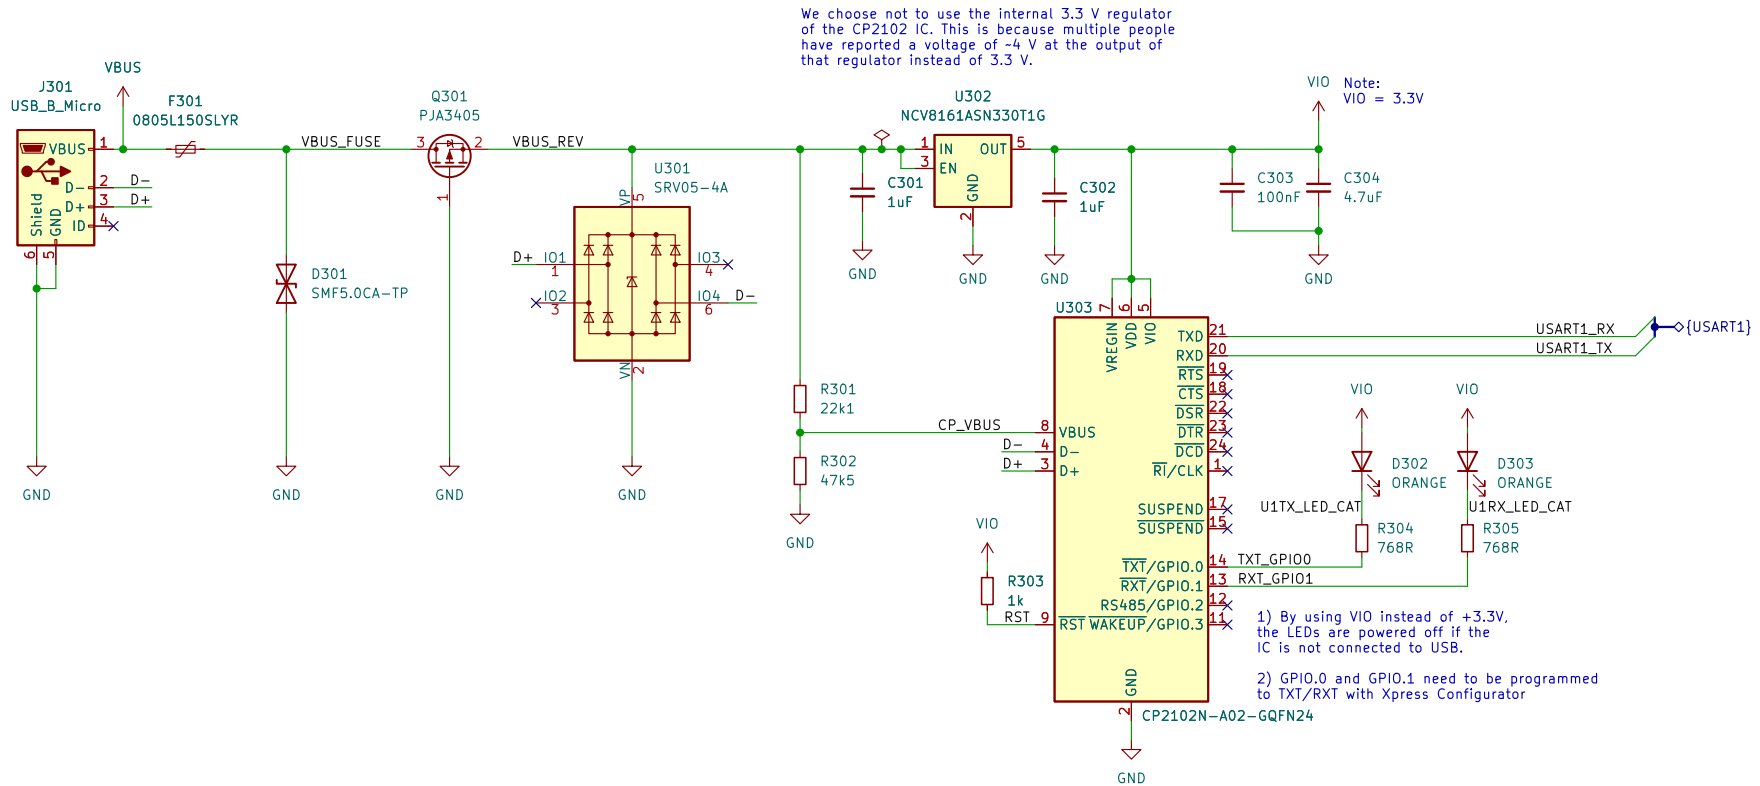 We choose not to use the internal 3.3 V regulator
of the CP2102 IC. This is because multiple people
have reported a voltage of ~4 V at the output of
that regulator instead of 3.3 V.
J301
USB_B_Micro
VBUS
F301
0805L150SLYR
VBUS 1
D- 2
D+ 3
ID 4
Shield
GND
6
5
D-
D+
GND
VBUS_FUSE
D301
SMF5.0CA-TP
GND
Q301
PJA3405
3
2
1
GND
VBUS_REV
U301
SRV05-4A
VP
5
D+
IO1
1
IO2
3
IO3
4
IO4
6
D-
VN
2
GND
R301
22k1
R302
47k5
GND
C301
1uF
GND
U302
NCV8161ASN330T1G
1 IN
3 EN
OUT 5
GND
2
GND
C302
1uF
GND
C303
100nF
C304
4.7uF
GND
VIO
Note:
VIO = 3.3V
U303
7
6
5
VREGIN
VDD
VIO
CP_VBUS
8 VBUS
D-
4 D-
D+
3 D+
VIO
R303
1k
RST
9 RST
TXD 21
RXD 20
RTS 19
CTS 18
DSR 22
DTR 23
DCD 24
RI/CLK 1
SUSPEND 17
SUSPEND 15
TXT/GPIO.0 14
RXT/GPIO.1 13
RS485/GPIO.2 12
WAKEUP/GPIO.3 11
GND
2
CP2102N-A02-GQFN24
GND
USART1_RX
USART1_TX
{USART1}
VIO
D302
ORANGE
U1TX_LED_CAT
R304
768R
TXT_GPIO0
VIO
D303
ORANGE
U1RX_LED_CAT
R305
768R
RXT_GPIO1
1) By using VIO instead of +3.3V,
the LEDs are powered off if the
IC is not connected to USB.
2) GPIO.0 and GPIO.1 need to be programmed
to TXT/RXT with Xpress Configurator